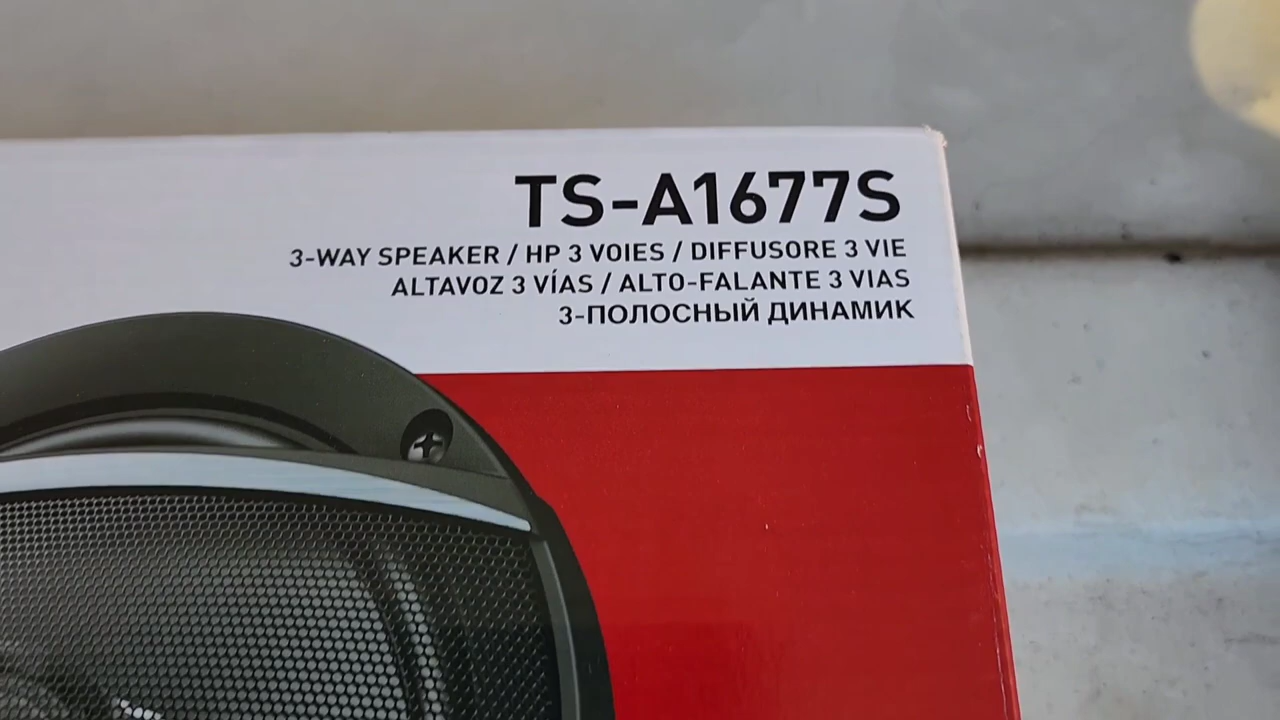 TS-A1677S
3-WAY SPEAKER / HP 3 VOIES / DIFFUSORE 3 VIE
ALTAVOZ 3 VÍAS / ALTO-FALANTE 3 VIAS
3-ПОЛОСНЫЙ ДИНАМИК